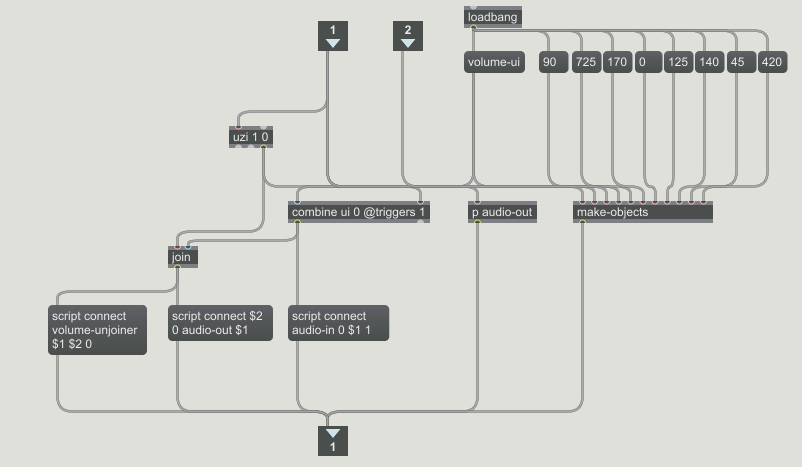 loadbang
1
2
volume-ui
90
725
170
0
125
140
45
420
uzi 1 0
combine ui 0 @triggers 1
p audio-out
make-objects
join
script connect
volume-unjoiner
$1 $2 0
script connect $2
0 audio-out $1
script connect
audio-in 0 $1 1
1